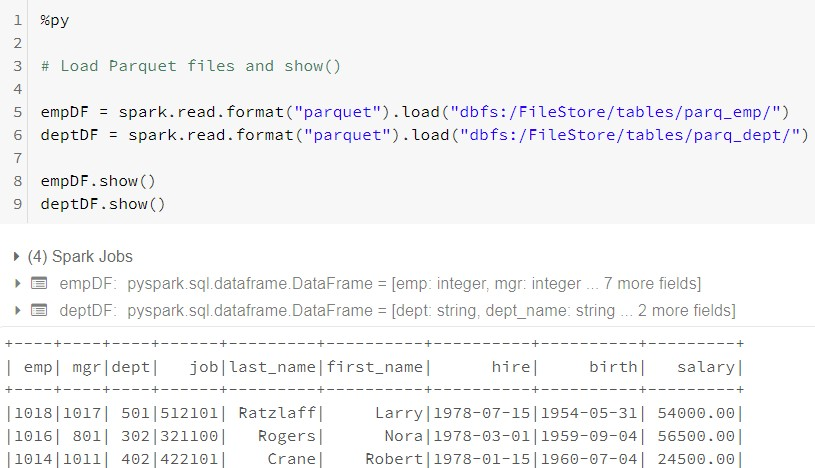 1 %py
2
3 # Load Parquet files and show()
4
5 empDF = spark.read.format("parquet").load("dbfs:/FileStore/tables/parq_emp/")
6 deptDF = spark.read.format("parquet").load("dbfs:/FileStore/tables/parq_dept/")
7
8 empDF.show()
9 deptDF.show()
(4) Spark Jobs
empDF: pyspark.sql.dataframe.DataFrame = [emp: integer, mgr: integer ... 7 more fields]
deptDF: pyspark.sql.dataframe.DataFrame = [dept: string, dept_name: string ... 2 more fields]
+----+----+----+------+---------+----------+----------+----------+---------+
| emp| mgr|dept|   job|last_name|first_name|      hire|     birth|   salary|
+----+----+----+------+---------+----------+----------+----------+---------+
|1018|1017| 501|512101| Ratzlaff|     Larry|1978-07-15|1954-05-31| 54000.00|
|1016| 801| 302|321100|   Rogers|      Nora|1978-03-01|1959-09-04| 56500.00|
|1014|1011| 402|422101|    Crane|    Robert|1978-01-15|1960-07-04| 24500.00|